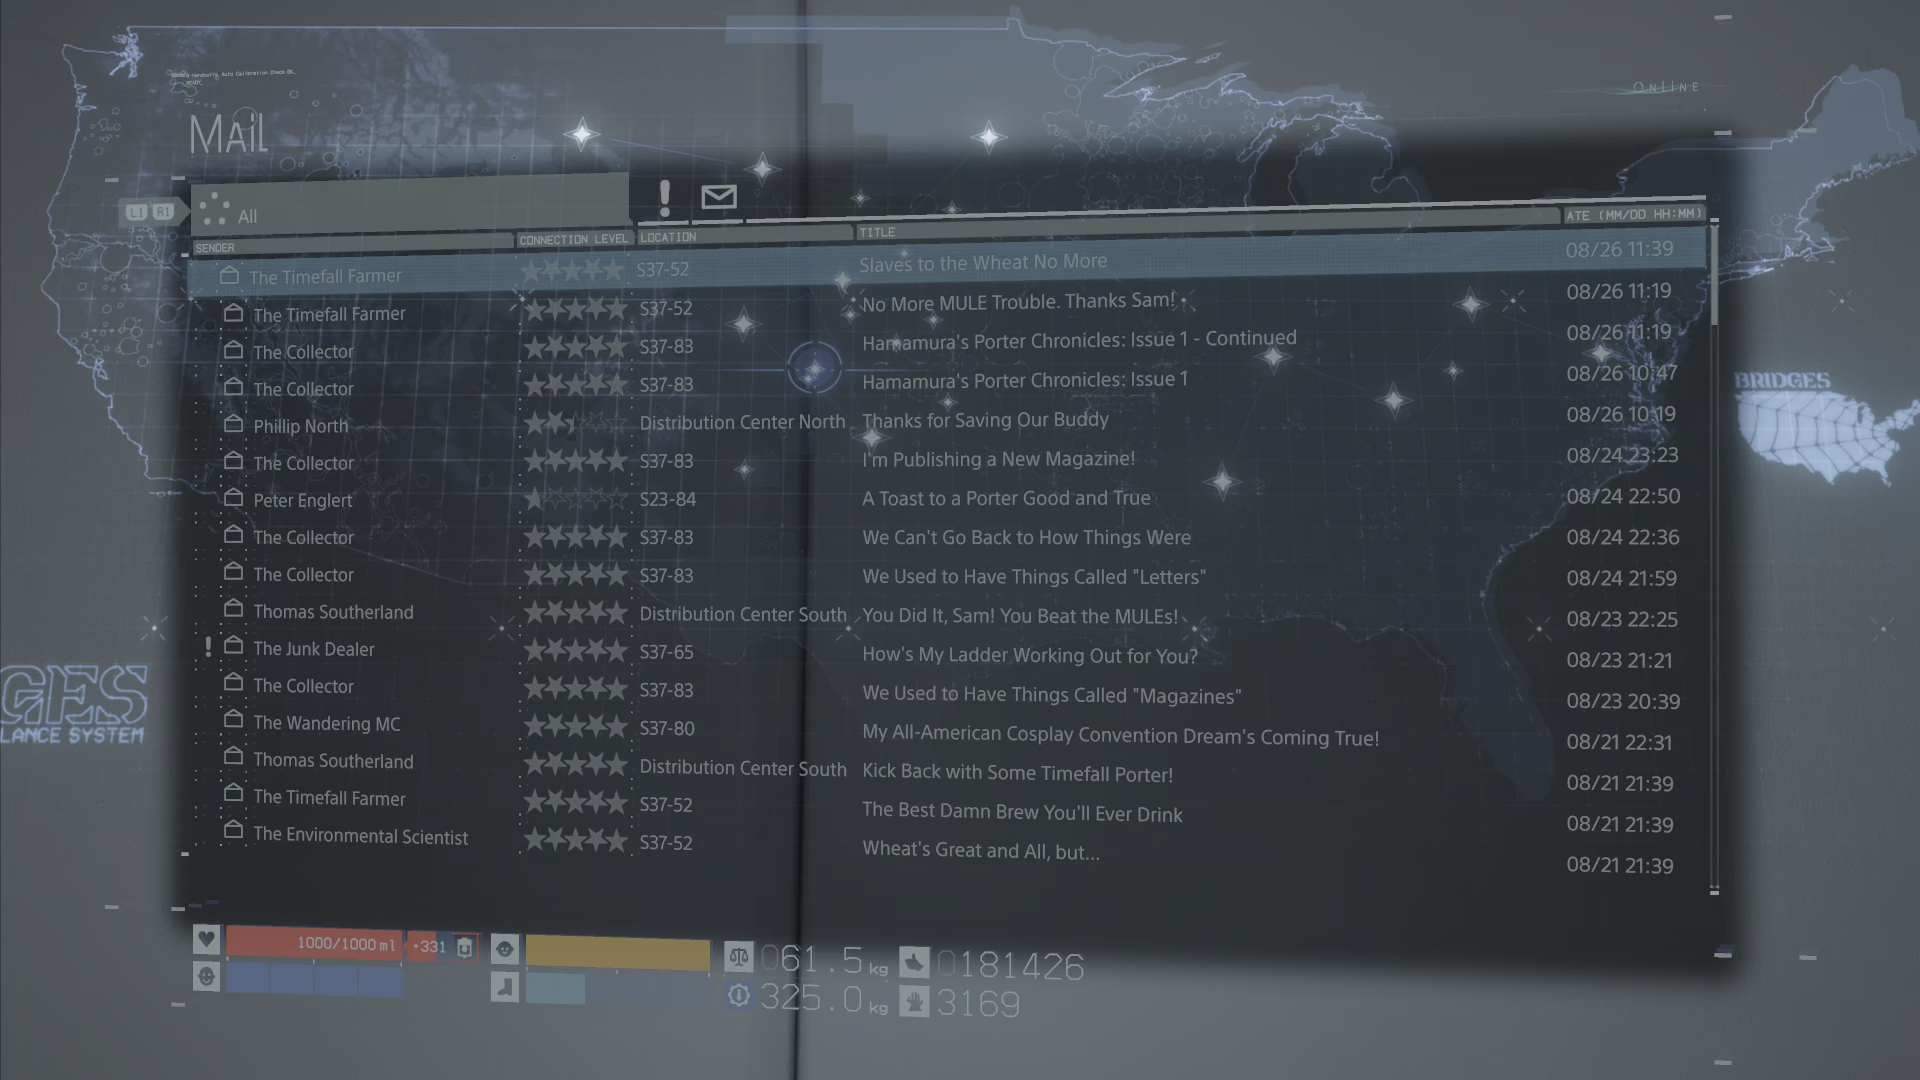 OnLiNE
MaiL
L1 R1
All
SENDER CONNECTION LEVEL LOCATION TITLE ATE (MM/DD HH:MM)
The Timefall Farmer S37-52 Slaves to the Wheat No More 08/26 11:39
The Timefall Farmer S37-52 No More MULE Trouble. Thanks Sam! 08/26 11:19
The Collector S37-83 Hamamura's Porter Chronicles: Issue 1 - Continued 08/26 11:19
The Collector S37-83 Hamamura's Porter Chronicles: Issue 1 08/26 10:47
Phillip North Distribution Center North Thanks for Saving Our Buddy 08/26 10:19
The Collector S37-83 I'm Publishing a New Magazine! 08/24 23:23
Peter Englert S23-84 A Toast to a Porter Good and True 08/24 22:50
The Collector S37-83 We Can't Go Back to How Things Were 08/24 22:36
The Collector S37-83 We Used to Have Things Called "Letters" 08/24 21:59
Thomas Southerland Distribution Center South You Did It, Sam! You Beat the MULEs! 08/23 22:25
! The Junk Dealer S37-65 How's My Ladder Working Out for You? 08/23 21:21
The Collector S37-83 We Used to Have Things Called "Magazines" 08/23 20:39
The Wandering MC S37-80 My All-American Cosplay Convention Dream's Coming True! 08/21 22:31
Thomas Southerland Distribution Center South Kick Back with Some Timefall Porter! 08/21 21:39
The Timefall Farmer S37-52 The Best Damn Brew You'll Ever Drink 08/21 21:39
The Environmental Scientist S37-52 Wheat's Great and All, but... 08/21 21:39
BRIDGES
GES
LANCE SYSTEM
1000/1000 ml •331 061.5 kg 0181426
325.0 kg 3169